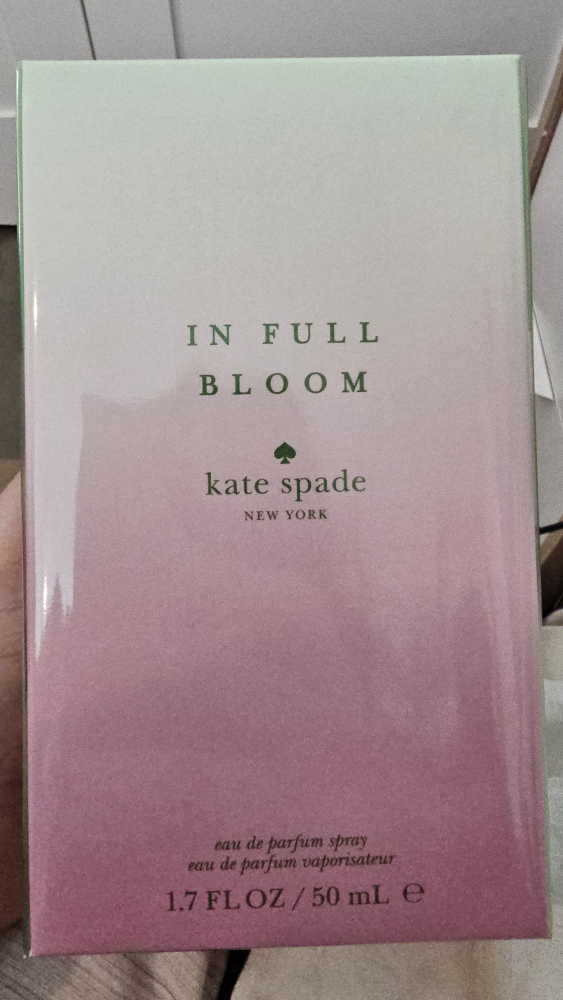 IN FULL
BLOOM
kate spade
NEW YORK
eau de parfum spray
eau de parfum vaporisateur
1.7 FL OZ / 50 mL ℮